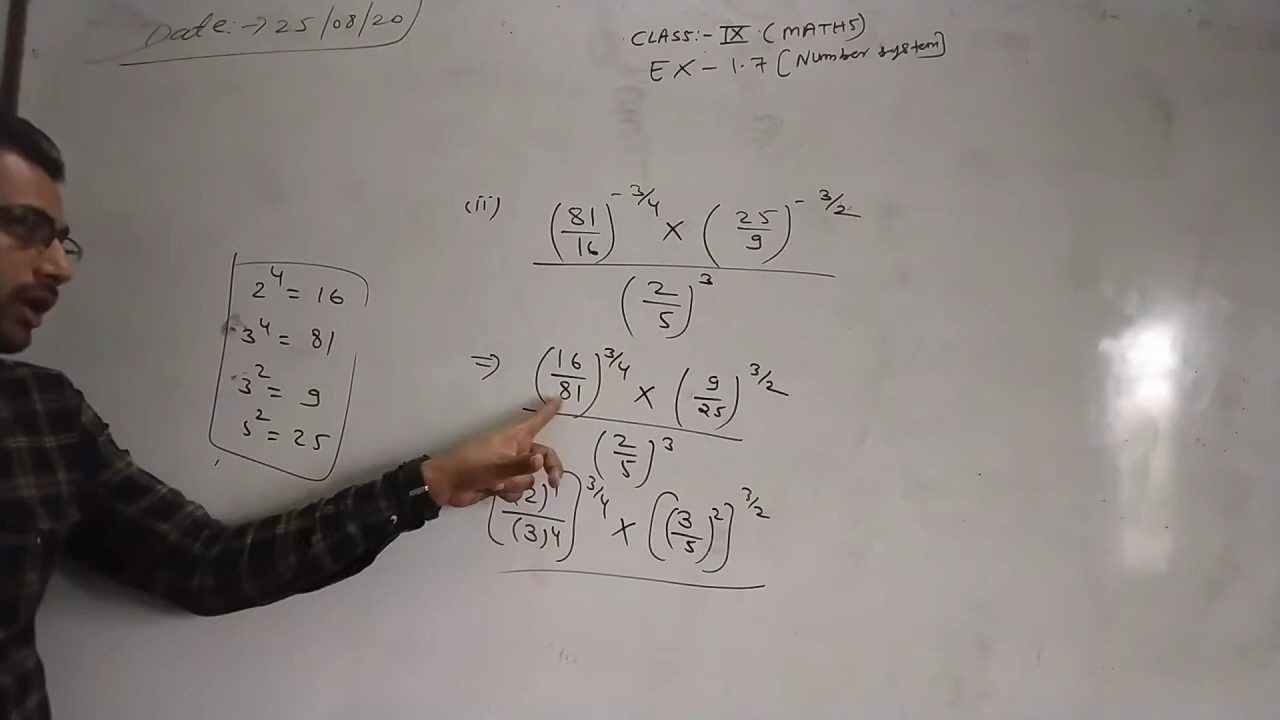 Date:→25/08/20
CLASS:- IX (MATHS)
EX - 1.7 [Number system]
(ii) (81/16)^-3/4 × (25/9)^-3/2
(2/5)^3
⇒ (16/81)^3/4 × (9/25)^3/2
(2/5)^3
((2)^4/(3)4)^3/4 × ((3/5)^2)^3/2
2^4 = 16
3^4 = 81
3^2 = 9
5^2 = 25